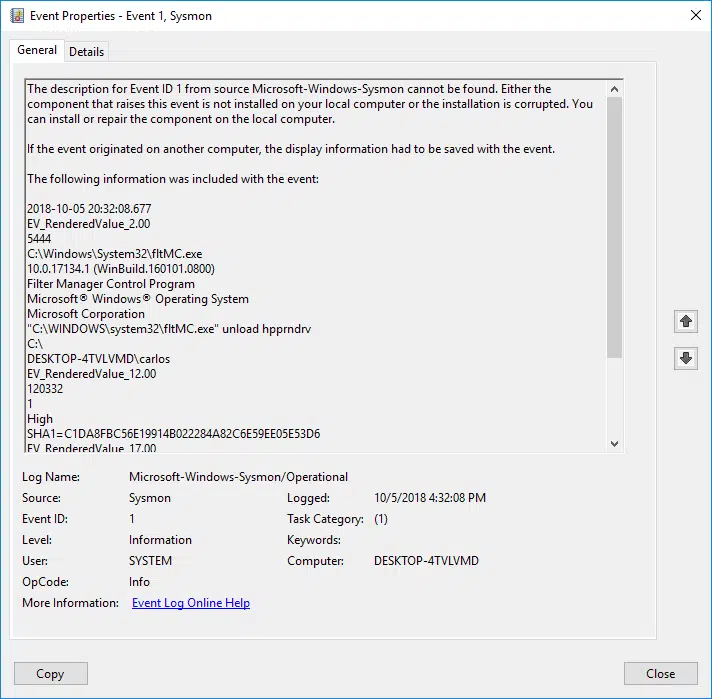 Event Properties - Event 1, Sysmon
General
Details
The description for Event ID 1 from source Microsoft-Windows-Sysmon cannot be found. Either the
component that raises this event is not installed on your local computer or the installation is corrupted. You
can install or repair the component on the local computer.
If the event originated on another computer, the display information had to be saved with the event.
The following information was included with the event:
2018-10-05 20:32:08.677
EV_RenderedValue_2.00
5444
C:\Windows\System32\fltMC.exe
10.0.17134.1 (WinBuild.160101.0800)
Filter Manager Control Program
Microsoft® Windows® Operating System
Microsoft Corporation
"C:\WINDOWS\system32\fltMC.exe" unload hpprndrv
C:\
DESKTOP-4TVLVMD\carlos
EV_RenderedValue_12.00
120332
1
High
SHA1=C1DA8FBC56E19914B022284A82C6E59EE05E53D6
EV_RenderedValue_17.00
Log Name: Microsoft-Windows-Sysmon/Operational
Source: Sysmon Logged: 10/5/2018 4:32:08 PM
Event ID: 1 Task Category: (1)
Level: Information Keywords:
User: SYSTEM Computer: DESKTOP-4TVLVMD
OpCode: Info
More Information: Event Log Online Help
Copy Close